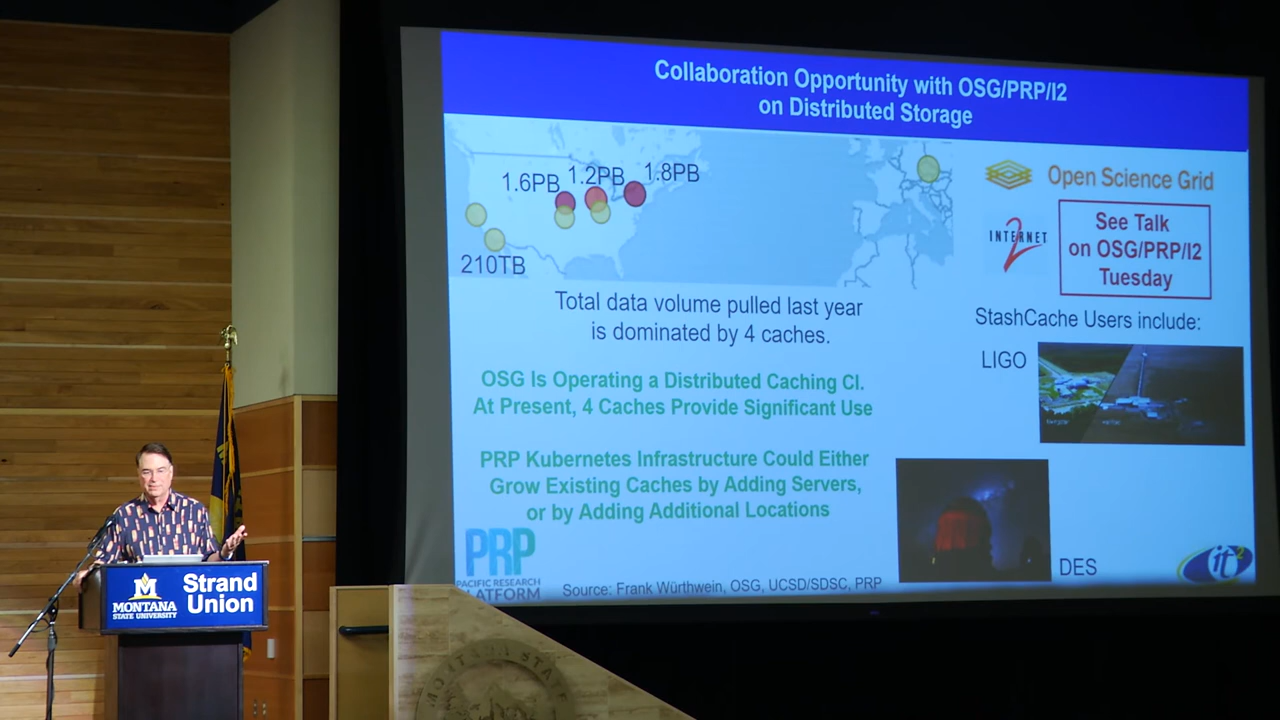 Collaboration Opportunity with OSG/PRP/I2
on Distributed Storage
1.6PB
1.2PB
1.8PB
210TB
Total data volume pulled last year
is dominated by 4 caches.
OSG Is Operating a Distributed Caching CI.
At Present, 4 Caches Provide Significant Use
PRP Kubernetes Infrastructure Could Either
Grow Existing Caches by Adding Servers,
or by Adding Additional Locations
PRP
PACIFIC RESEARCH
PLATFORM
Source: Frank Würthwein, OSG, UCSD/SDSC, PRP
Open Science Grid
INTERNET
2
See Talk
on OSG/PRP/I2
Tuesday
StashCache Users include:
LIGO
DES
it2
M
MONTANA
STATE UNIVERSITY
Strand
Union
MONTANA STA